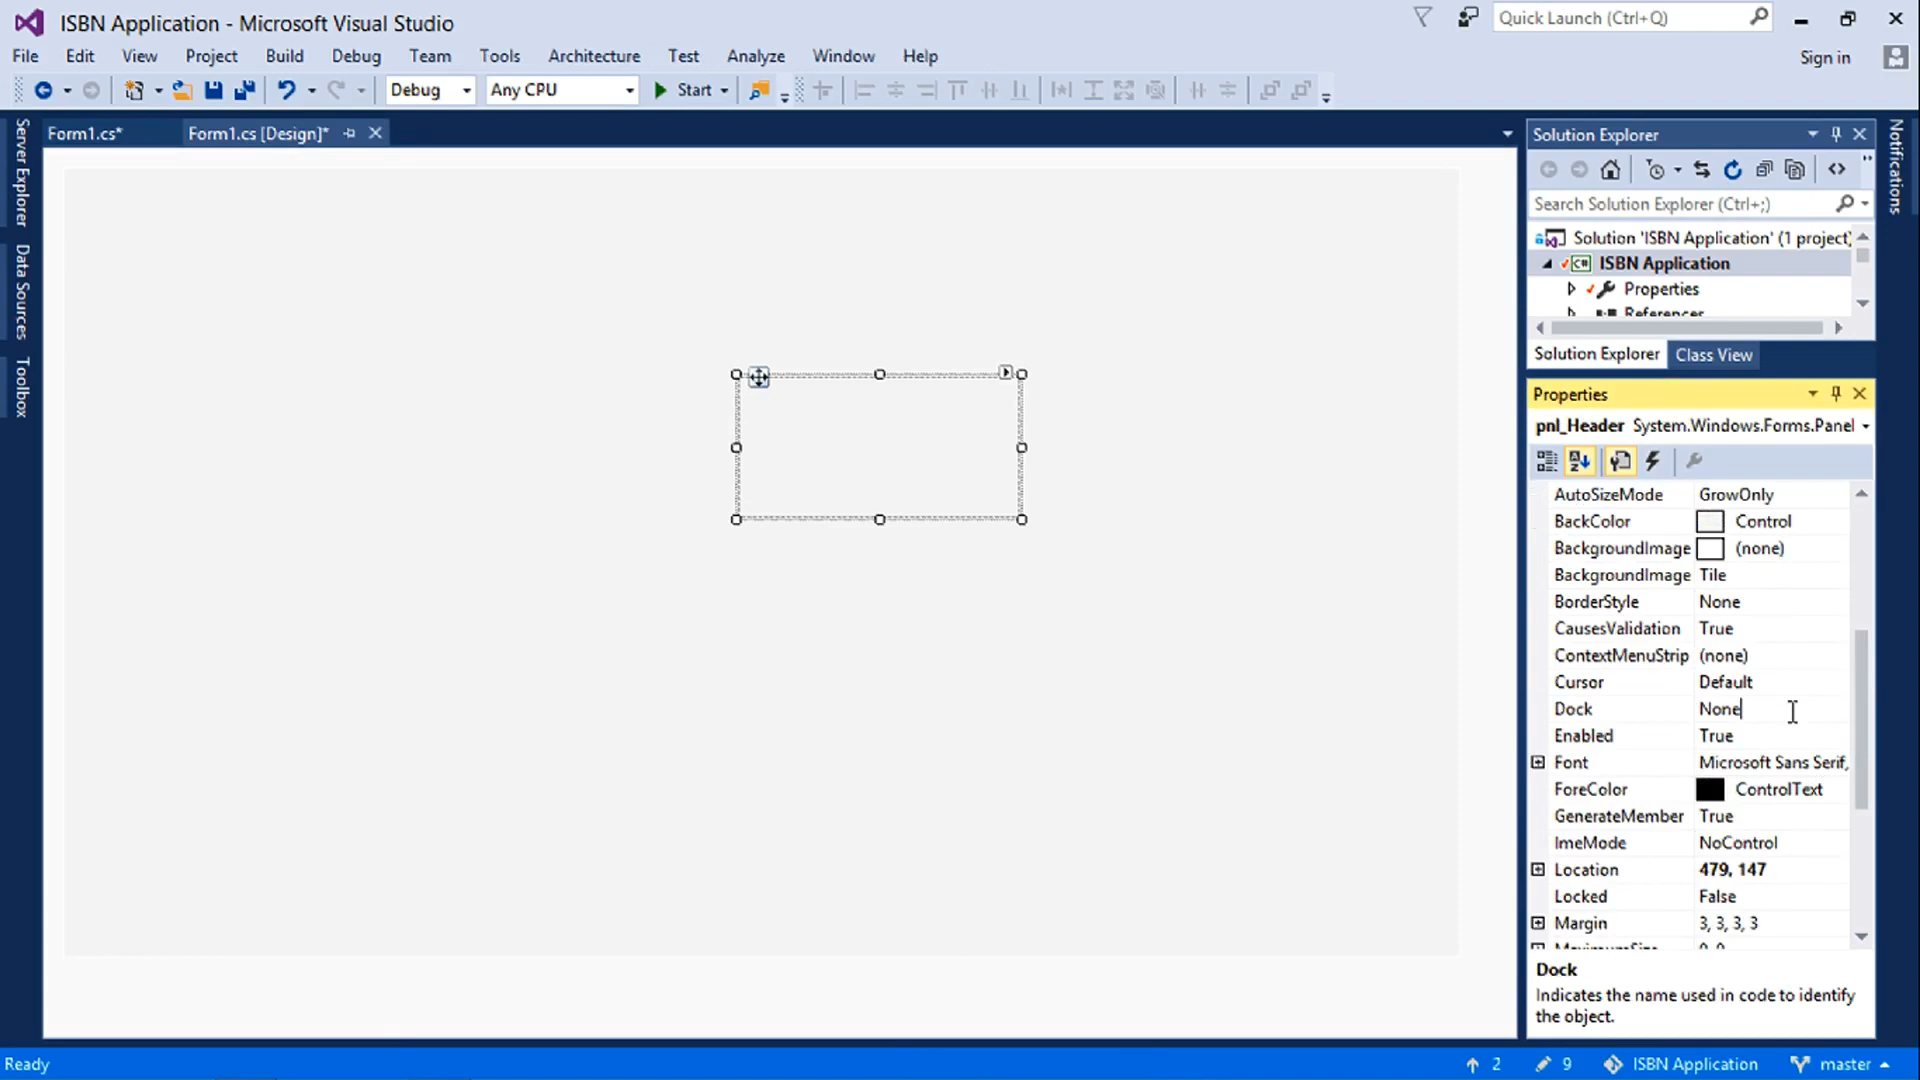 ISBN Application - Microsoft Visual Studio
Quick Launch (Ctrl+Q)
File Edit View Project Build Debug Team Tools Architecture Test Analyze Window Help
Sign in
Debug Any CPU Start
Form1.cs* Form1.cs [Design]*
Server Explorer
Data Sources
Toolbox
Notifications
Solution Explorer
Search Solution Explorer (Ctrl+;)
Solution 'ISBN Application' (1 project)
C# ISBN Application
Properties
References
Solution Explorer Class View
Properties
pnl_Header System.Windows.Forms.Panel
AutoSizeMode GrowOnly
BackColor Control
BackgroundImage (none)
BackgroundImage Tile
BorderStyle None
CausesValidation True
ContextMenuStrip (none)
Cursor Default
Dock None
Enabled True
Font Microsoft Sans Serif,
ForeColor ControlText
GenerateMember True
ImeMode NoControl
Location 479, 147
Locked False
Margin 3, 3, 3, 3
MaximumSize 0, 0
Dock
Indicates the name used in code to identify
the object.
Ready 2 9 ISBN Application master